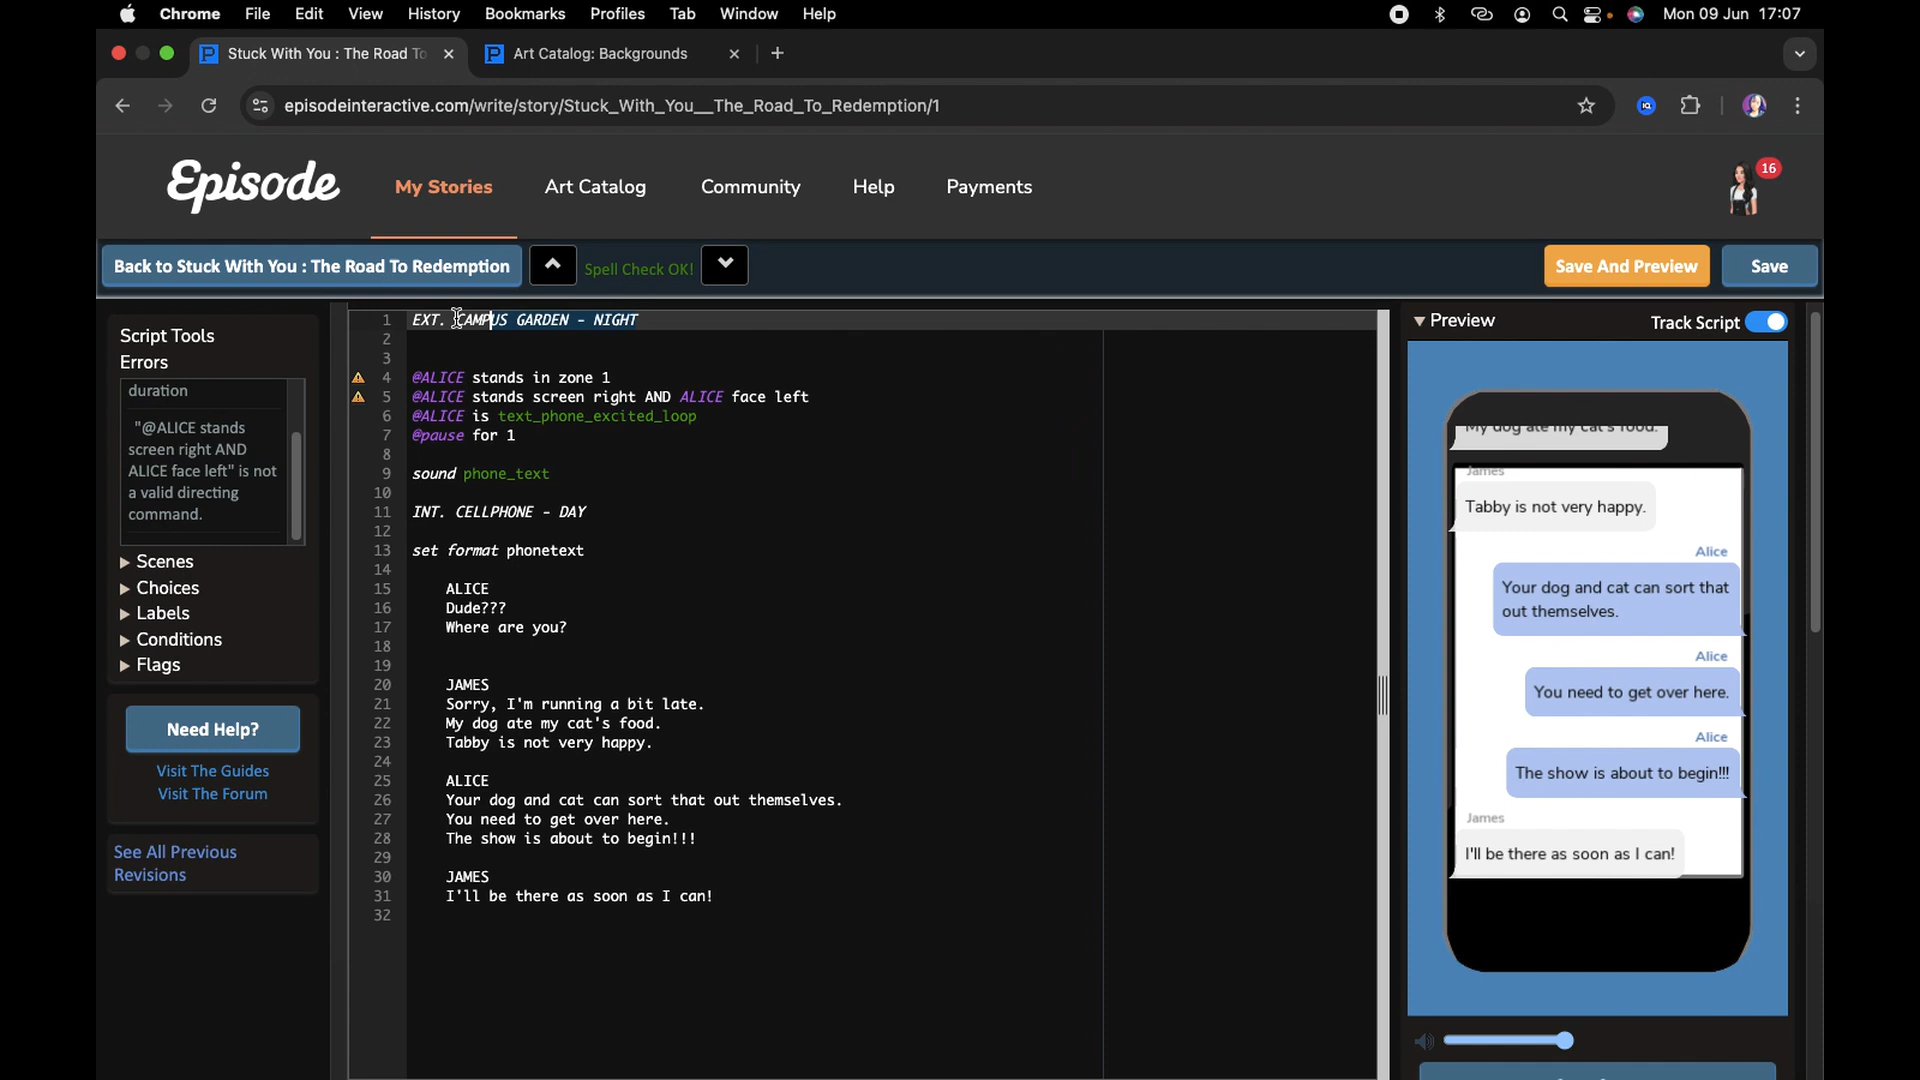 Chrome File Edit View History Bookmarks Profiles Tab Window Help Mon 09 Jun 17:07
Stuck With You : The Road To Art Catalog: Backgrounds
episodeinteractive.com/write/story/Stuck_With_You__The_Road_To_Redemption/1
Episode My Stories Art Catalog Community Help Payments 16
Back to Stuck With You : The Road To Redemption Spell Check OK! Save And Preview Save
Script Tools
Errors
duration
"@ALICE stands
screen right AND
ALICE face left" is not
a valid directing
command.
Scenes
Choices
Labels
Conditions
Flags
Need Help?
Visit The Guides
Visit The Forum
See All Previous
Revisions
1 EXT. CAMPUS GARDEN - NIGHT
2
3
4 @ALICE stands in zone 1
5 @ALICE stands screen right AND ALICE face left
6 @ALICE is text_phone_excited_loop
7 @pause for 1
8
9 sound phone_text
10
11 INT. CELLPHONE - DAY
12
13 set format phonetext
14
15 ALICE
16 Dude???
17 Where are you?
18
19
20 JAMES
21 Sorry, I'm running a bit late.
22 My dog ate my cat's food.
23 Tabby is not very happy.
24
25 ALICE
26 Your dog and cat can sort that out themselves.
27 You need to get over here.
28 The show is about to begin!!!
29
30 JAMES
31 I'll be there as soon as I can!
32
Preview Track Script
My dog ate my cat's food.
James
Tabby is not very happy.
Alice
Your dog and cat can sort that
out themselves.
Alice
You need to get over here.
Alice
The show is about to begin!!!
James
I'll be there as soon as I can!